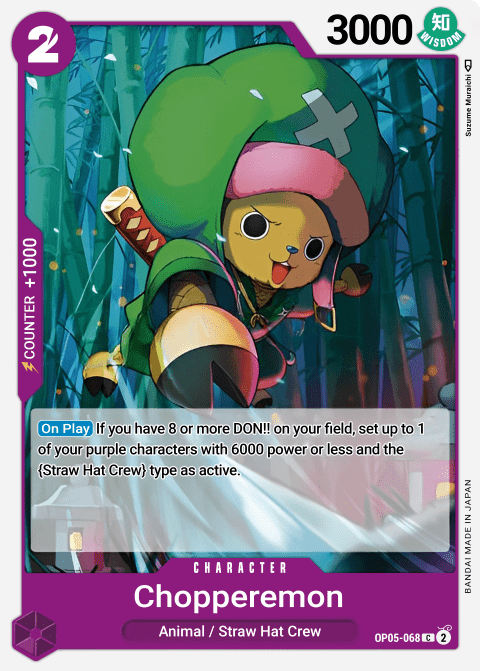 2
3000
知
WISDOM
Suzume Muraichi
COUNTER +1000
On Play If you have 8 or more DON!! on your field, set up to 1
of your purple characters with 6000 power or less and the
{Straw Hat Crew} type as active.
BANDAI MADE IN JAPAN
CHARACTER
Chopperemon
Animal / Straw Hat Crew
OP05-068 C 2